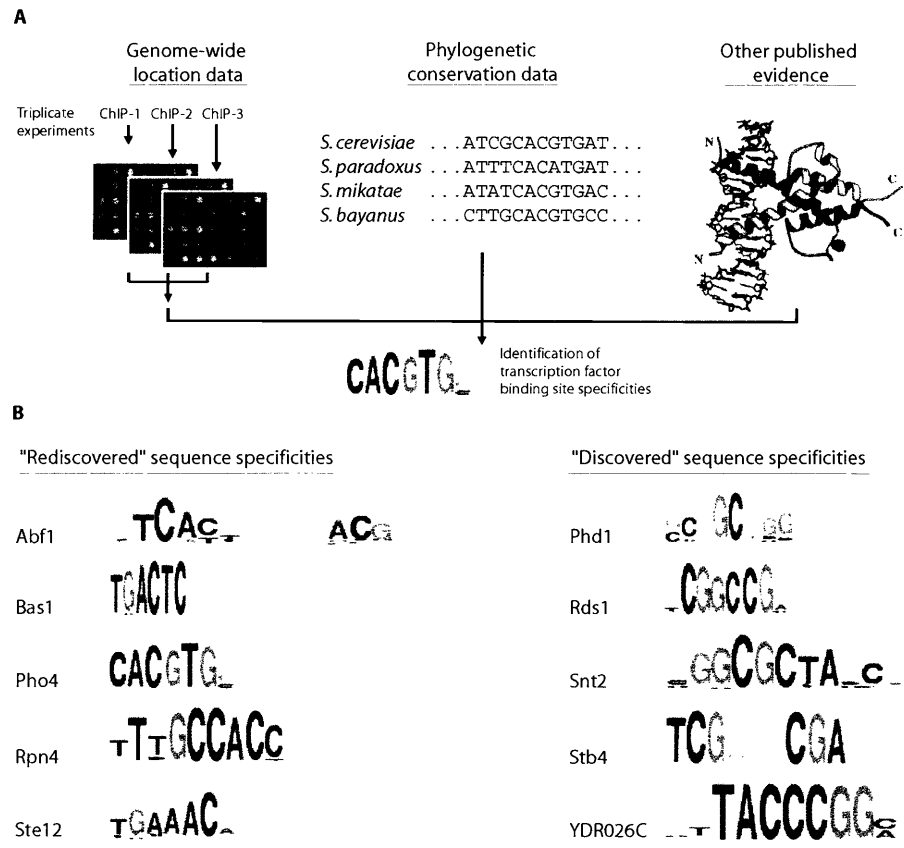 A
Genome-wide
location data
Phylogenetic
conservation data
Other published
evidence
Triplicate
experiments
ChIP-1 ChIP-2 ChIP-3
S. cerevisiae ...ATCGCACGTGAT...
S. paradoxus ...ATTTCACATGAT...
S. mikatae ...ATATCACGTGAC...
S. bayanus ...CTTGCACGTGCC...
N
C
N
C
CACGTG
Identification of
transcription factor
binding site specificities
B
"Rediscovered" sequence specificities
"Discovered" sequence specificities
Abf1 TCAC ACG
Phd1 GC
Bas1 TGACTC
Rds1 CGGCCG
Pho4 CACGTG
Snt2 GGCGCTA C
Rpn4 TTTGCCACC
Stb4 TCG CGA
Ste12 TGAAAC
YDR026C TACCCGG